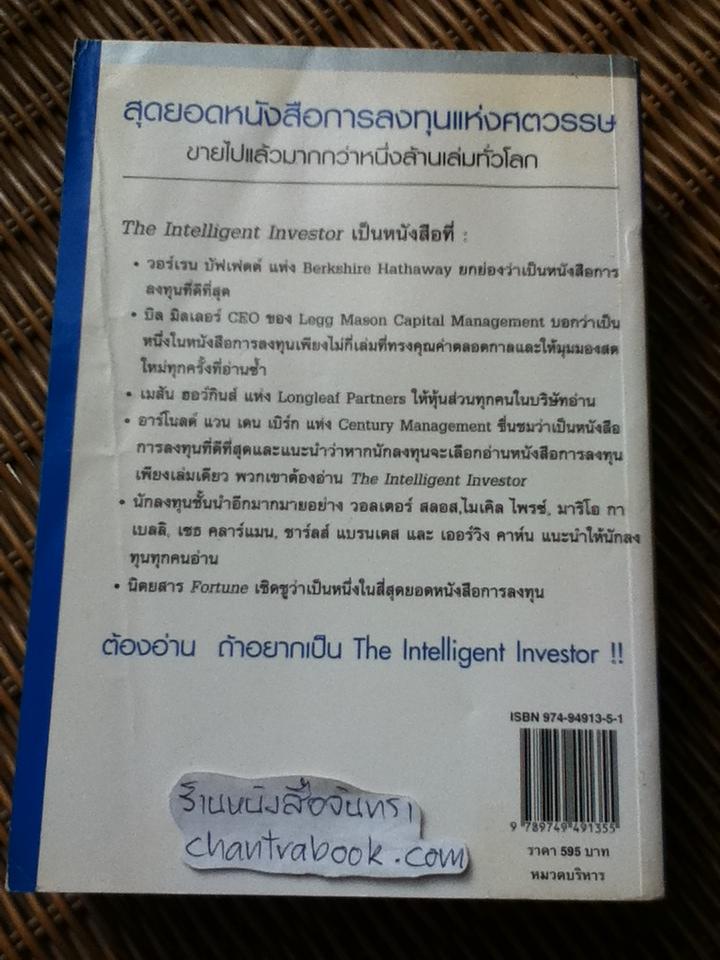 สุดยอดหนังสือการลงทุนแห่งศตวรรษ
ขายไปแล้วมากกว่าหนึ่งล้านเล่มทั่วโลก
The Intelligent Investor เป็นหนังสือที่ :
• วอร์เรน บัฟเฟตต์ แห่ง Berkshire Hathaway ยกย่องว่าเป็นหนังสือการ
ลงทุนที่ดีที่สุด
• บิล มิลเลอร์ CEO ของ Legg Mason Capital Management บอกว่าเป็น
หนึ่งในหนังสือการลงทุนเพียงไม่กี่เล่มที่ทรงคุณค่าตลอดกาลและให้มุมมองสด
ใหม่ทุกครั้งที่อ่านซ้ำ
• เมสัน ฮอว์กินส์ แห่ง Longleaf Partners ให้หุ้นส่วนทุกคนในบริษัทอ่าน
• อาร์โนลด์ แวน เดน เบิร์ก แห่ง Century Management ชื่นชมว่าเป็นหนังสือ
การลงทุนที่ดีที่สุดและแนะนำว่าหากนักลงทุนจะเลือกอ่านหนังสือการลงทุน
เพียงเล่มเดียว พวกเขาต้องอ่าน The Intelligent Investor
• นักลงทุนชั้นนำอีกมากมายอย่าง วอลเตอร์ สลอส,ไมเคิล ไพรซ์, มาริโอ กา
เบลลิ, เซธ คลาร์แมน, ชาร์ลส์ แบรนเดส และ เออร์วิง คาห์น แนะนำให้นักลง
ทุนทุกคนอ่าน
• นิตยสาร Fortune เชิดชูว่าเป็นหนึ่งในสี่สุดยอดหนังสือการลงทุน
ต้องอ่าน ถ้าอยากเป็น The Intelligent Investor !!
ISBN 974-94913-5-1
9 789749 491355
ราคา 595 บาท
หมวดบริหาร
ร้านหนังสือจันทรา
chantrabook.com